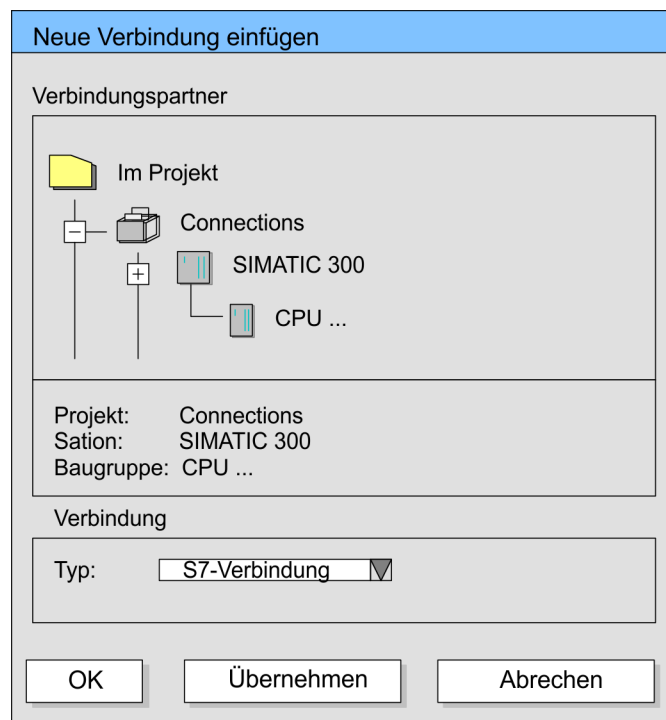 Neue Verbindung einfügen
Verbindungspartner
Im Projekt
Connections
SIMATIC 300
CPU ...
Projekt: Connections
Sation: SIMATIC 300
Baugruppe: CPU ...
Verbindung
Typ: S7-Verbindung
OK Übernehmen Abrechen